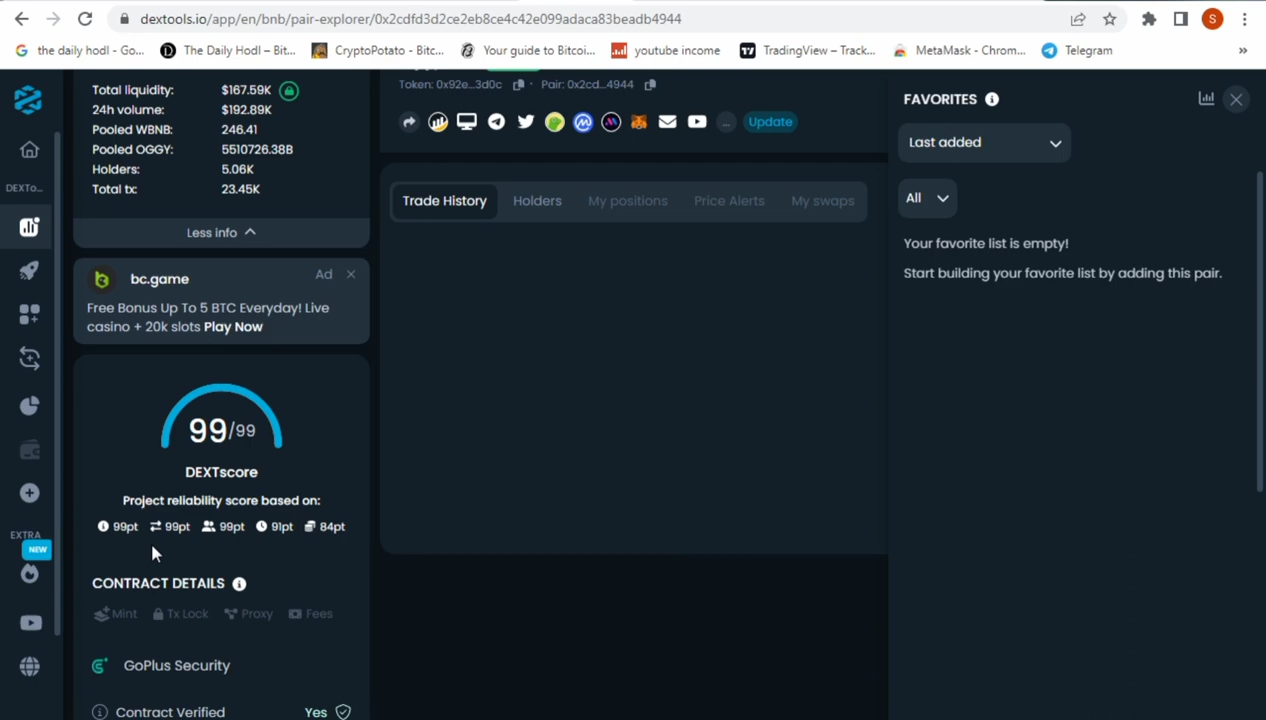 dextools.io/app/en/bnb/pair-explorer/0x2cdfd3d2ce2eb8ce4c42e099adaca83beadb4944
S
the daily hodl - Go...
The Daily Hodl – Bit...
CryptoPotato - Bitc...
Your guide to Bitcoi...
youtube income
TradingView – Track...
MetaMask - Chrom...
Telegram
»
Total liquidity: $167.59K
24h volume: $192.89K
Pooled WBNB: 246.41
Pooled OGGY: 5510726.38B
Holders: 5.06K
Total tx: 23.45K
Less info
bc.game
Ad
Free Bonus Up To 5 BTC Everyday! Live
casino + 20k slots Play Now
99/99
DEXTscore
Project reliability score based on:
99pt 99pt 99pt 91pt 84pt
CONTRACT DETAILS
Mint Tx Lock Proxy Fees
GoPlus Security
Contract Verified Yes
DEXTo...
EXTRA
NEW
Token: 0x92e...3d0c · Pair: 0x2cd...4944
... Update
Trade History Holders My positions Price Alerts My swaps
FAVORITES
Last added
All
Your favorite list is empty!
Start building your favorite list by adding this pair.